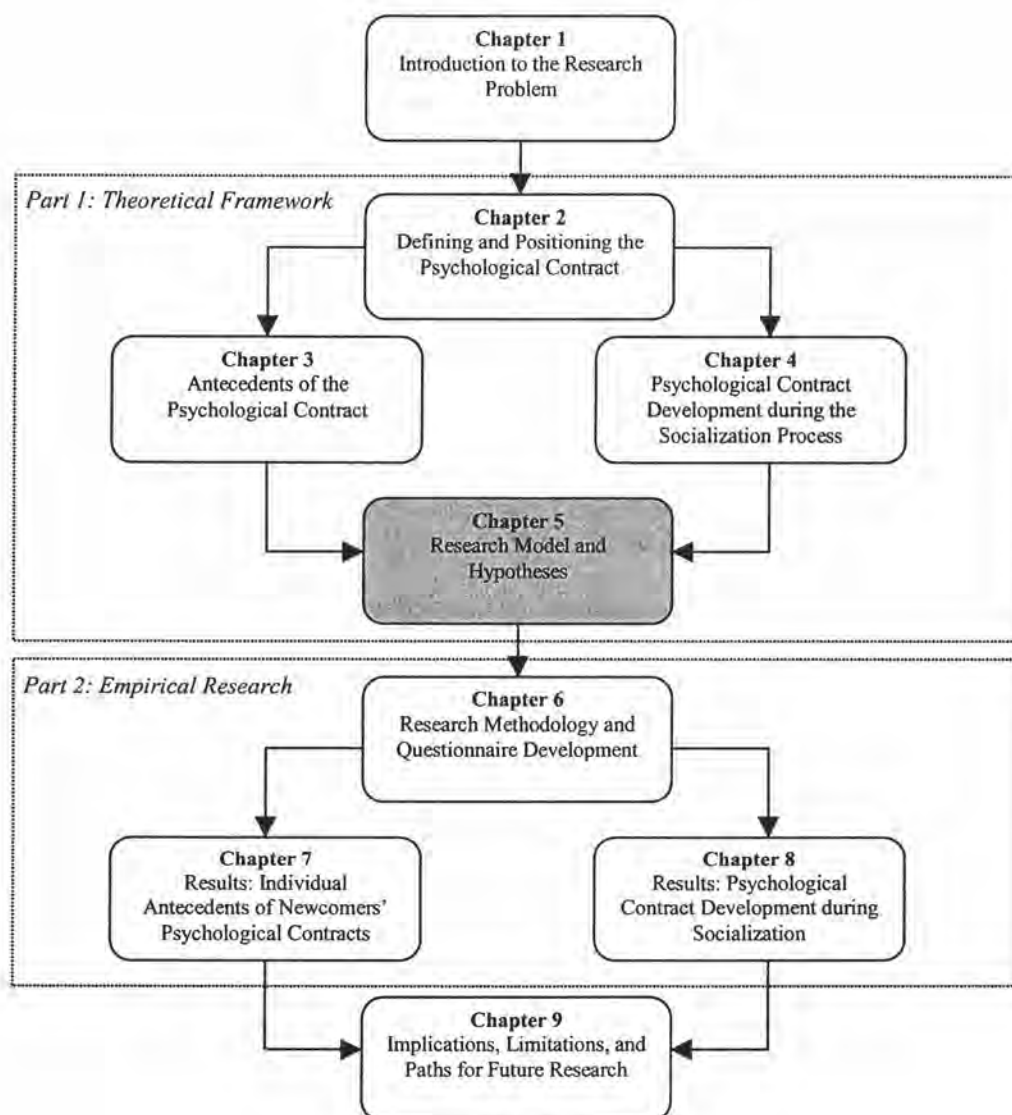 Chapter 1
Introduction to the Research
Problem
Part 1: Theoretical Framework
Chapter 2
Defining and Positioning the
Psychological Contract
Chapter 3
Antecedents of the
Psychological Contract
Chapter 4
Psychological Contract
Development during the
Socialization Process
Chapter 5
Research Model and
Hypotheses
Part 2: Empirical Research
Chapter 6
Research Methodology and
Questionnaire Development
Chapter 7
Results: Individual
Antecedents of Newcomers'
Psychological Contracts
Chapter 8
Results: Psychological
Contract Development during
Socialization
Chapter 9
Implications, Limitations, and
Paths for Future Research